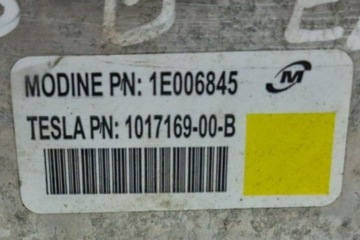 MODINE PN: 1E006845
TESLA PN: 1017169-00-B